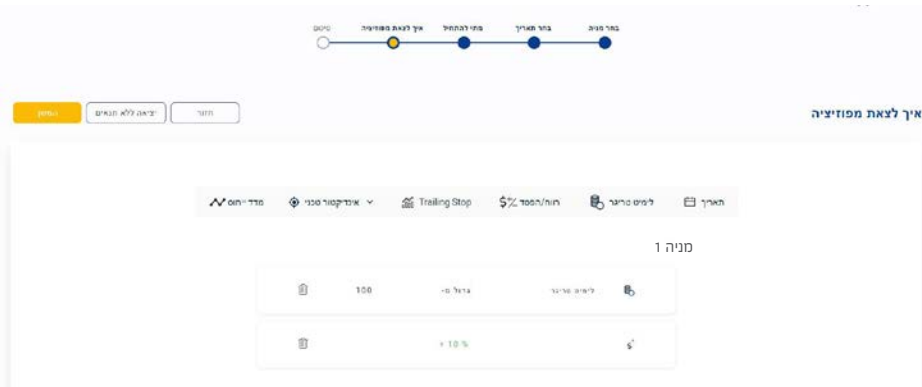 בחר מניה בחר תאריך מתי להתחיל איך לצאת מפוזיציה סיכום
איך לצאת מפוזיציה
חזור יציאה ללא תנאים המשך
תאריך לימיט טריגר רווח/הפסד $% Trailing Stop אינדיקטור טכני מדד ייחוס
מניה 1
לימיט טריגר גדול מ- 100
+ 10 %